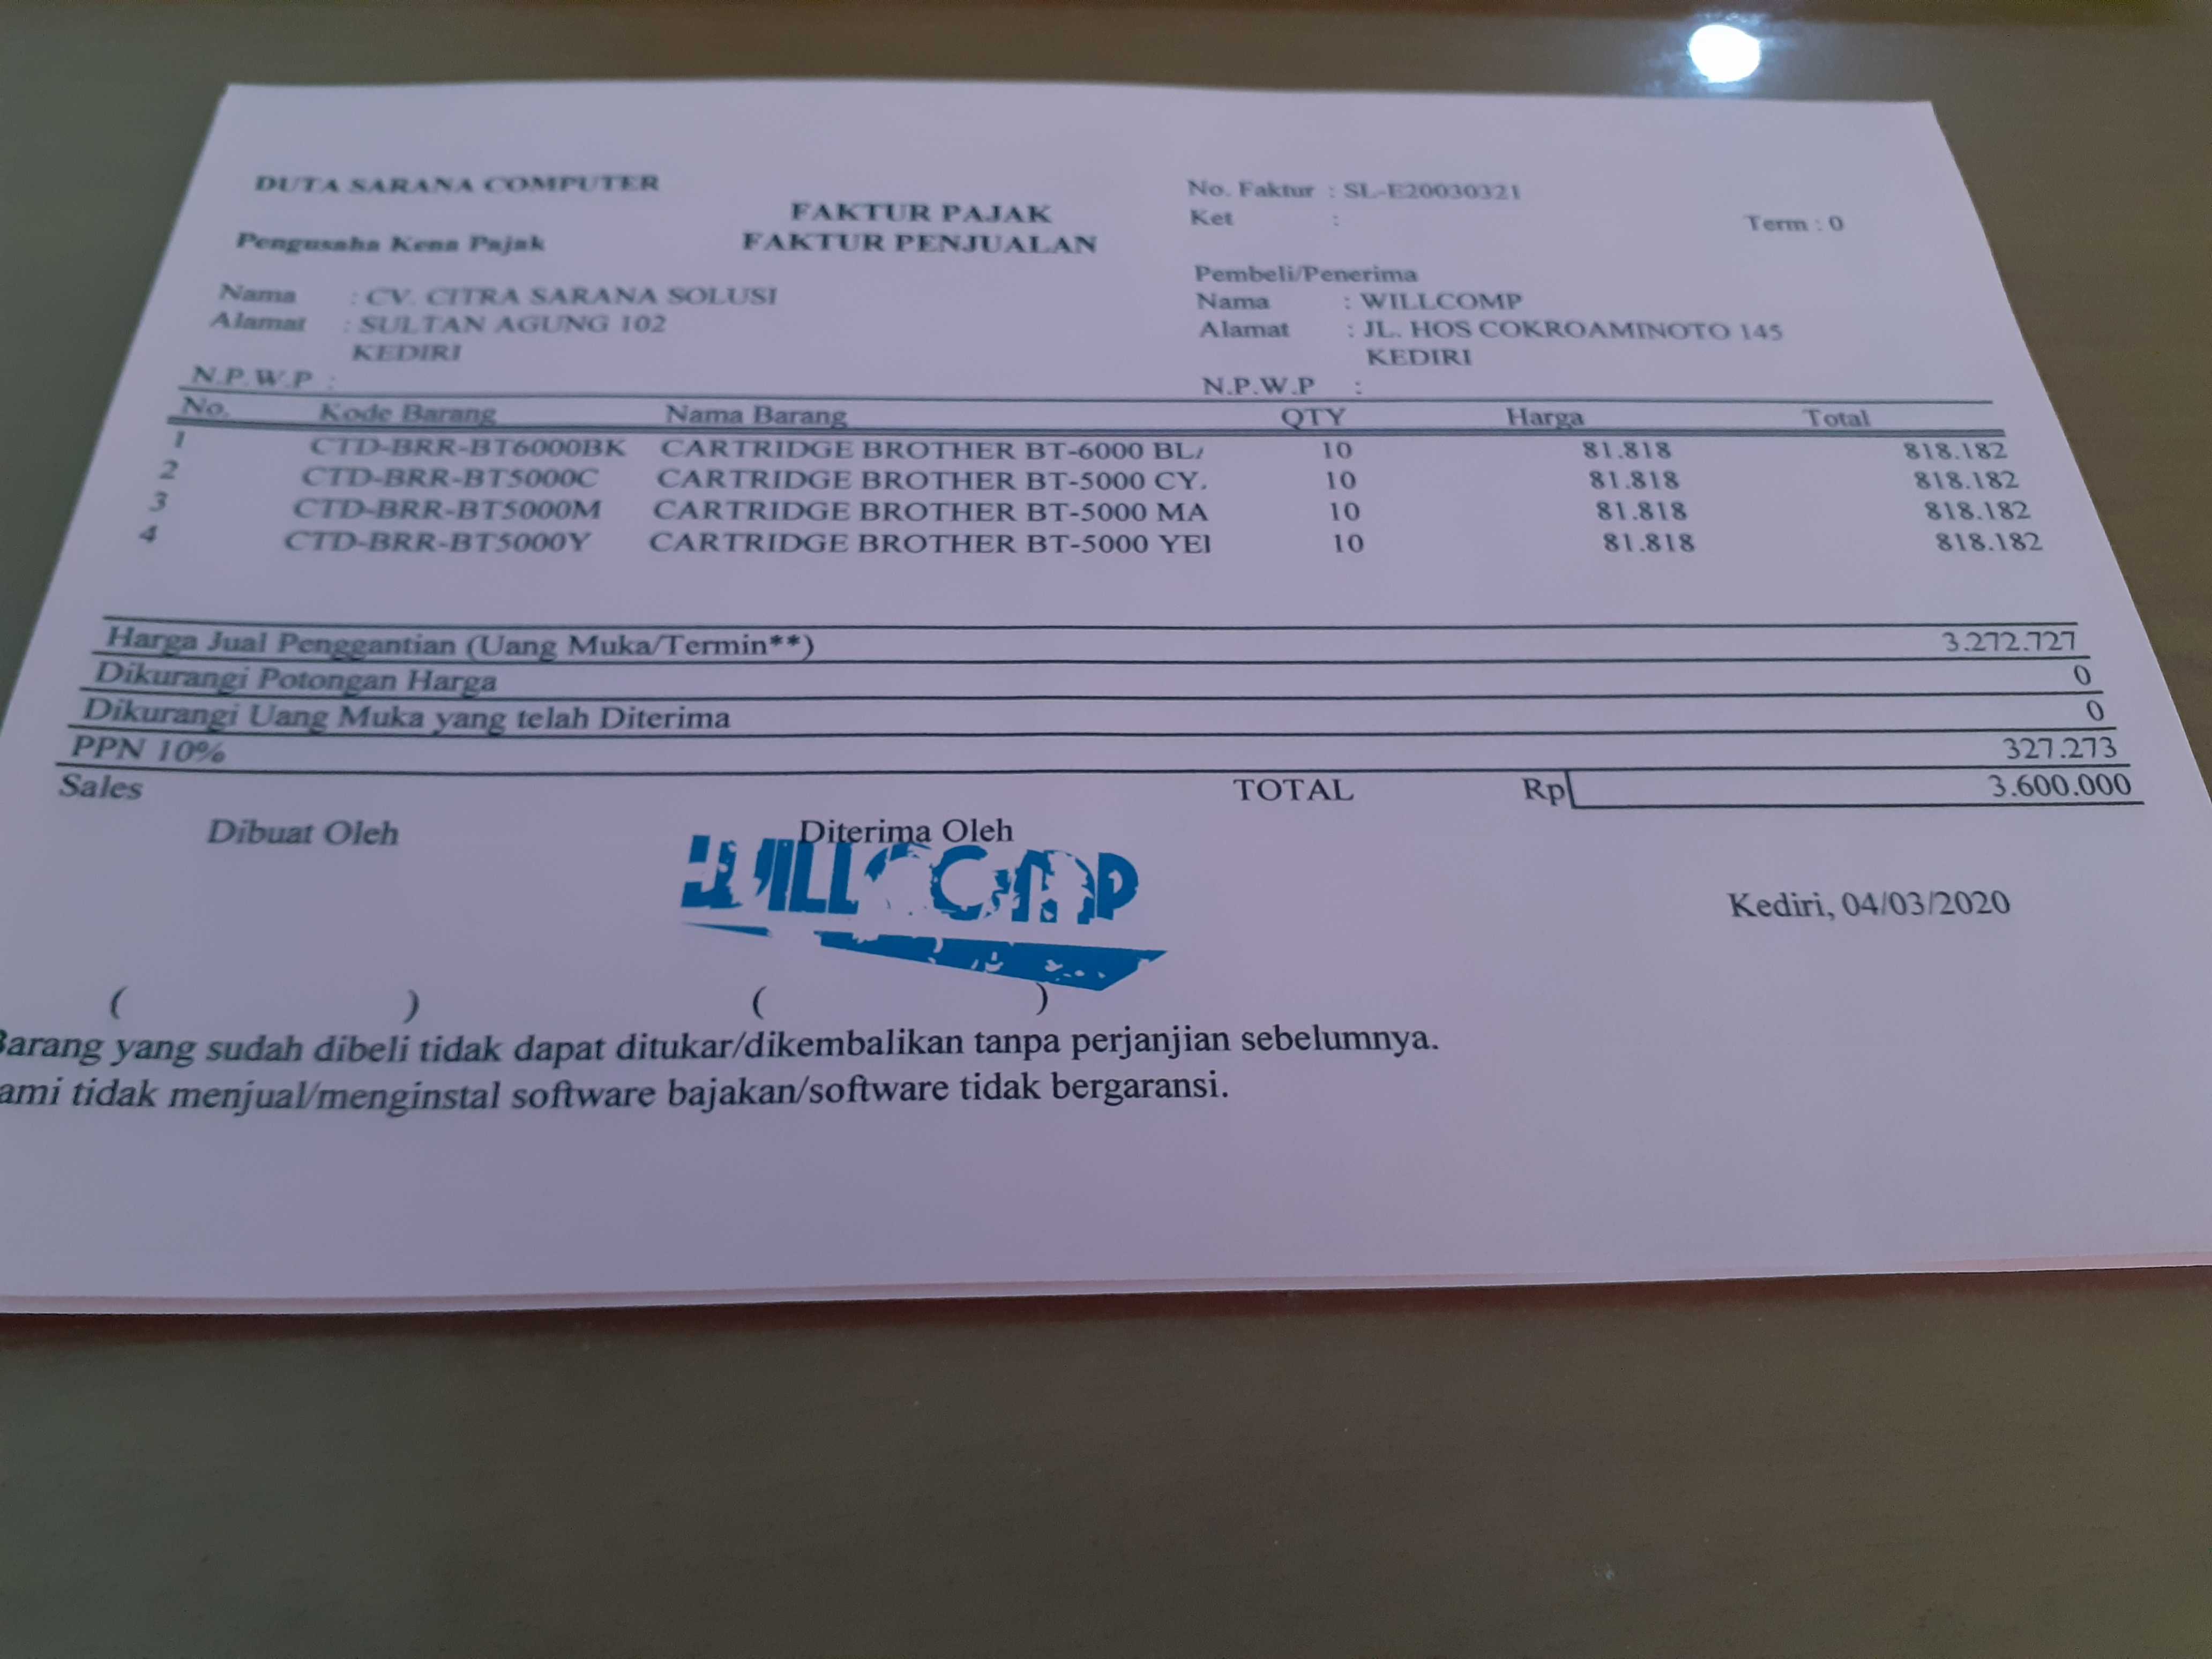 DUTA SARANA COMPUTER
FAKTUR PAJAK
FAKTUR PENJUALAN
No. Faktur : SL-E20030321
Ket :
Term : 0
Pengusaha Kena Pajak
Nama : CV. CITRA SARANA SOLUSI
Alamat : SULTAN AGUNG 102
KEDIRI
N.P.W.P :
Pembeli/Penerima
Nama : WILLCOMP
Alamat : JL. HOS COKROAMINOTO 145
KEDIRI
N.P.W.P :
No. Kode Barang Nama Barang QTY Harga Total
1 CTD-BRR-BT6000BK CARTRIDGE BROTHER BT-6000 BL 10 81.818 818.182
2 CTD-BRR-BT5000C CARTRIDGE BROTHER BT-5000 CY 10 81.818 818.182
3 CTD-BRR-BT5000M CARTRIDGE BROTHER BT-5000 MA 10 81.818 818.182
4 CTD-BRR-BT5000Y CARTRIDGE BROTHER BT-5000 YE 10 81.818 818.182
Harga Jual Penggantian (Uang Muka/Termin**) 3.272.727
Dikurangi Potongan Harga 0
Dikurangi Uang Muka yang telah Diterima 0
PPN 10% 327.273
Sales TOTAL Rp 3.600.000
Dibuat Oleh Diterima Oleh
WILLCOMP
Kediri, 04/03/2020
( ) ( )
Barang yang sudah dibeli tidak dapat ditukar/dikembalikan tanpa perjanjian sebelumnya.
ami tidak menjual/menginstal software bajakan/software tidak bergaransi.